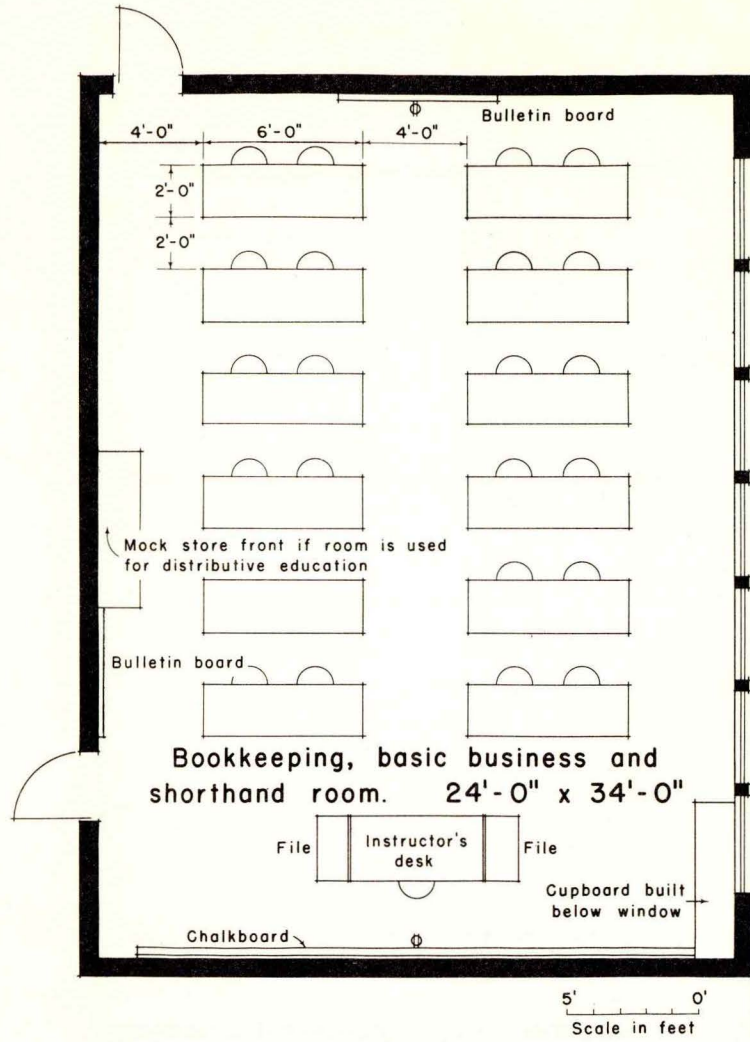 Bulletin board
4'-0" 6'-0" 4'-0"
2'-0"
2'-0"
Mock store front if room is used
for distributive education
Bulletin board
Bookkeeping, basic business and
shorthand room. 24'-0" x 34'-0"
File
Instructor's
desk
File
Cupboard built
below window
Chalkboard
5' 0'
Scale in feet